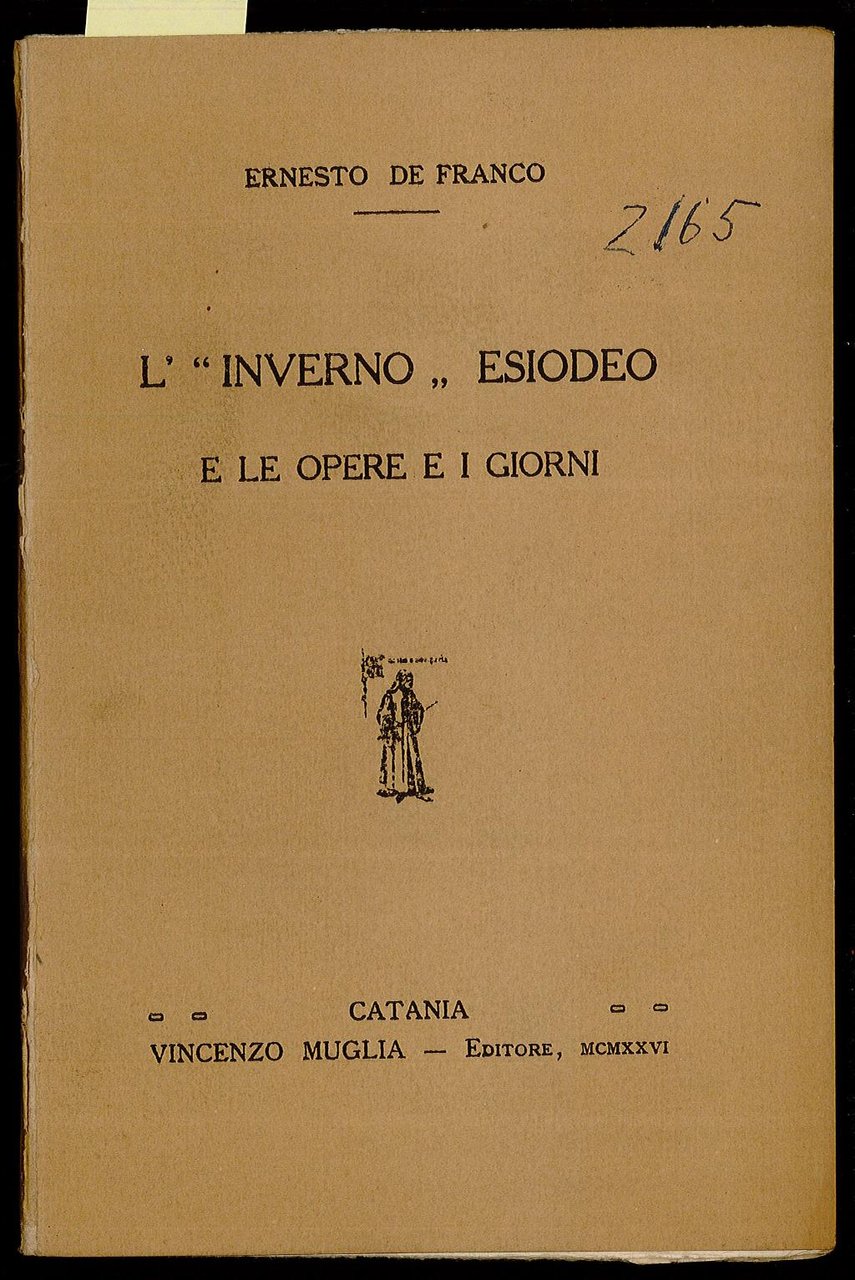 ERNESTO DE FRANCO
2165
L' “ INVERNO „ ESIODEO
E LE OPERE E I GIORNI
CATANIA
VINCENZO MUGLIA — EDITORE, MCMXXVI